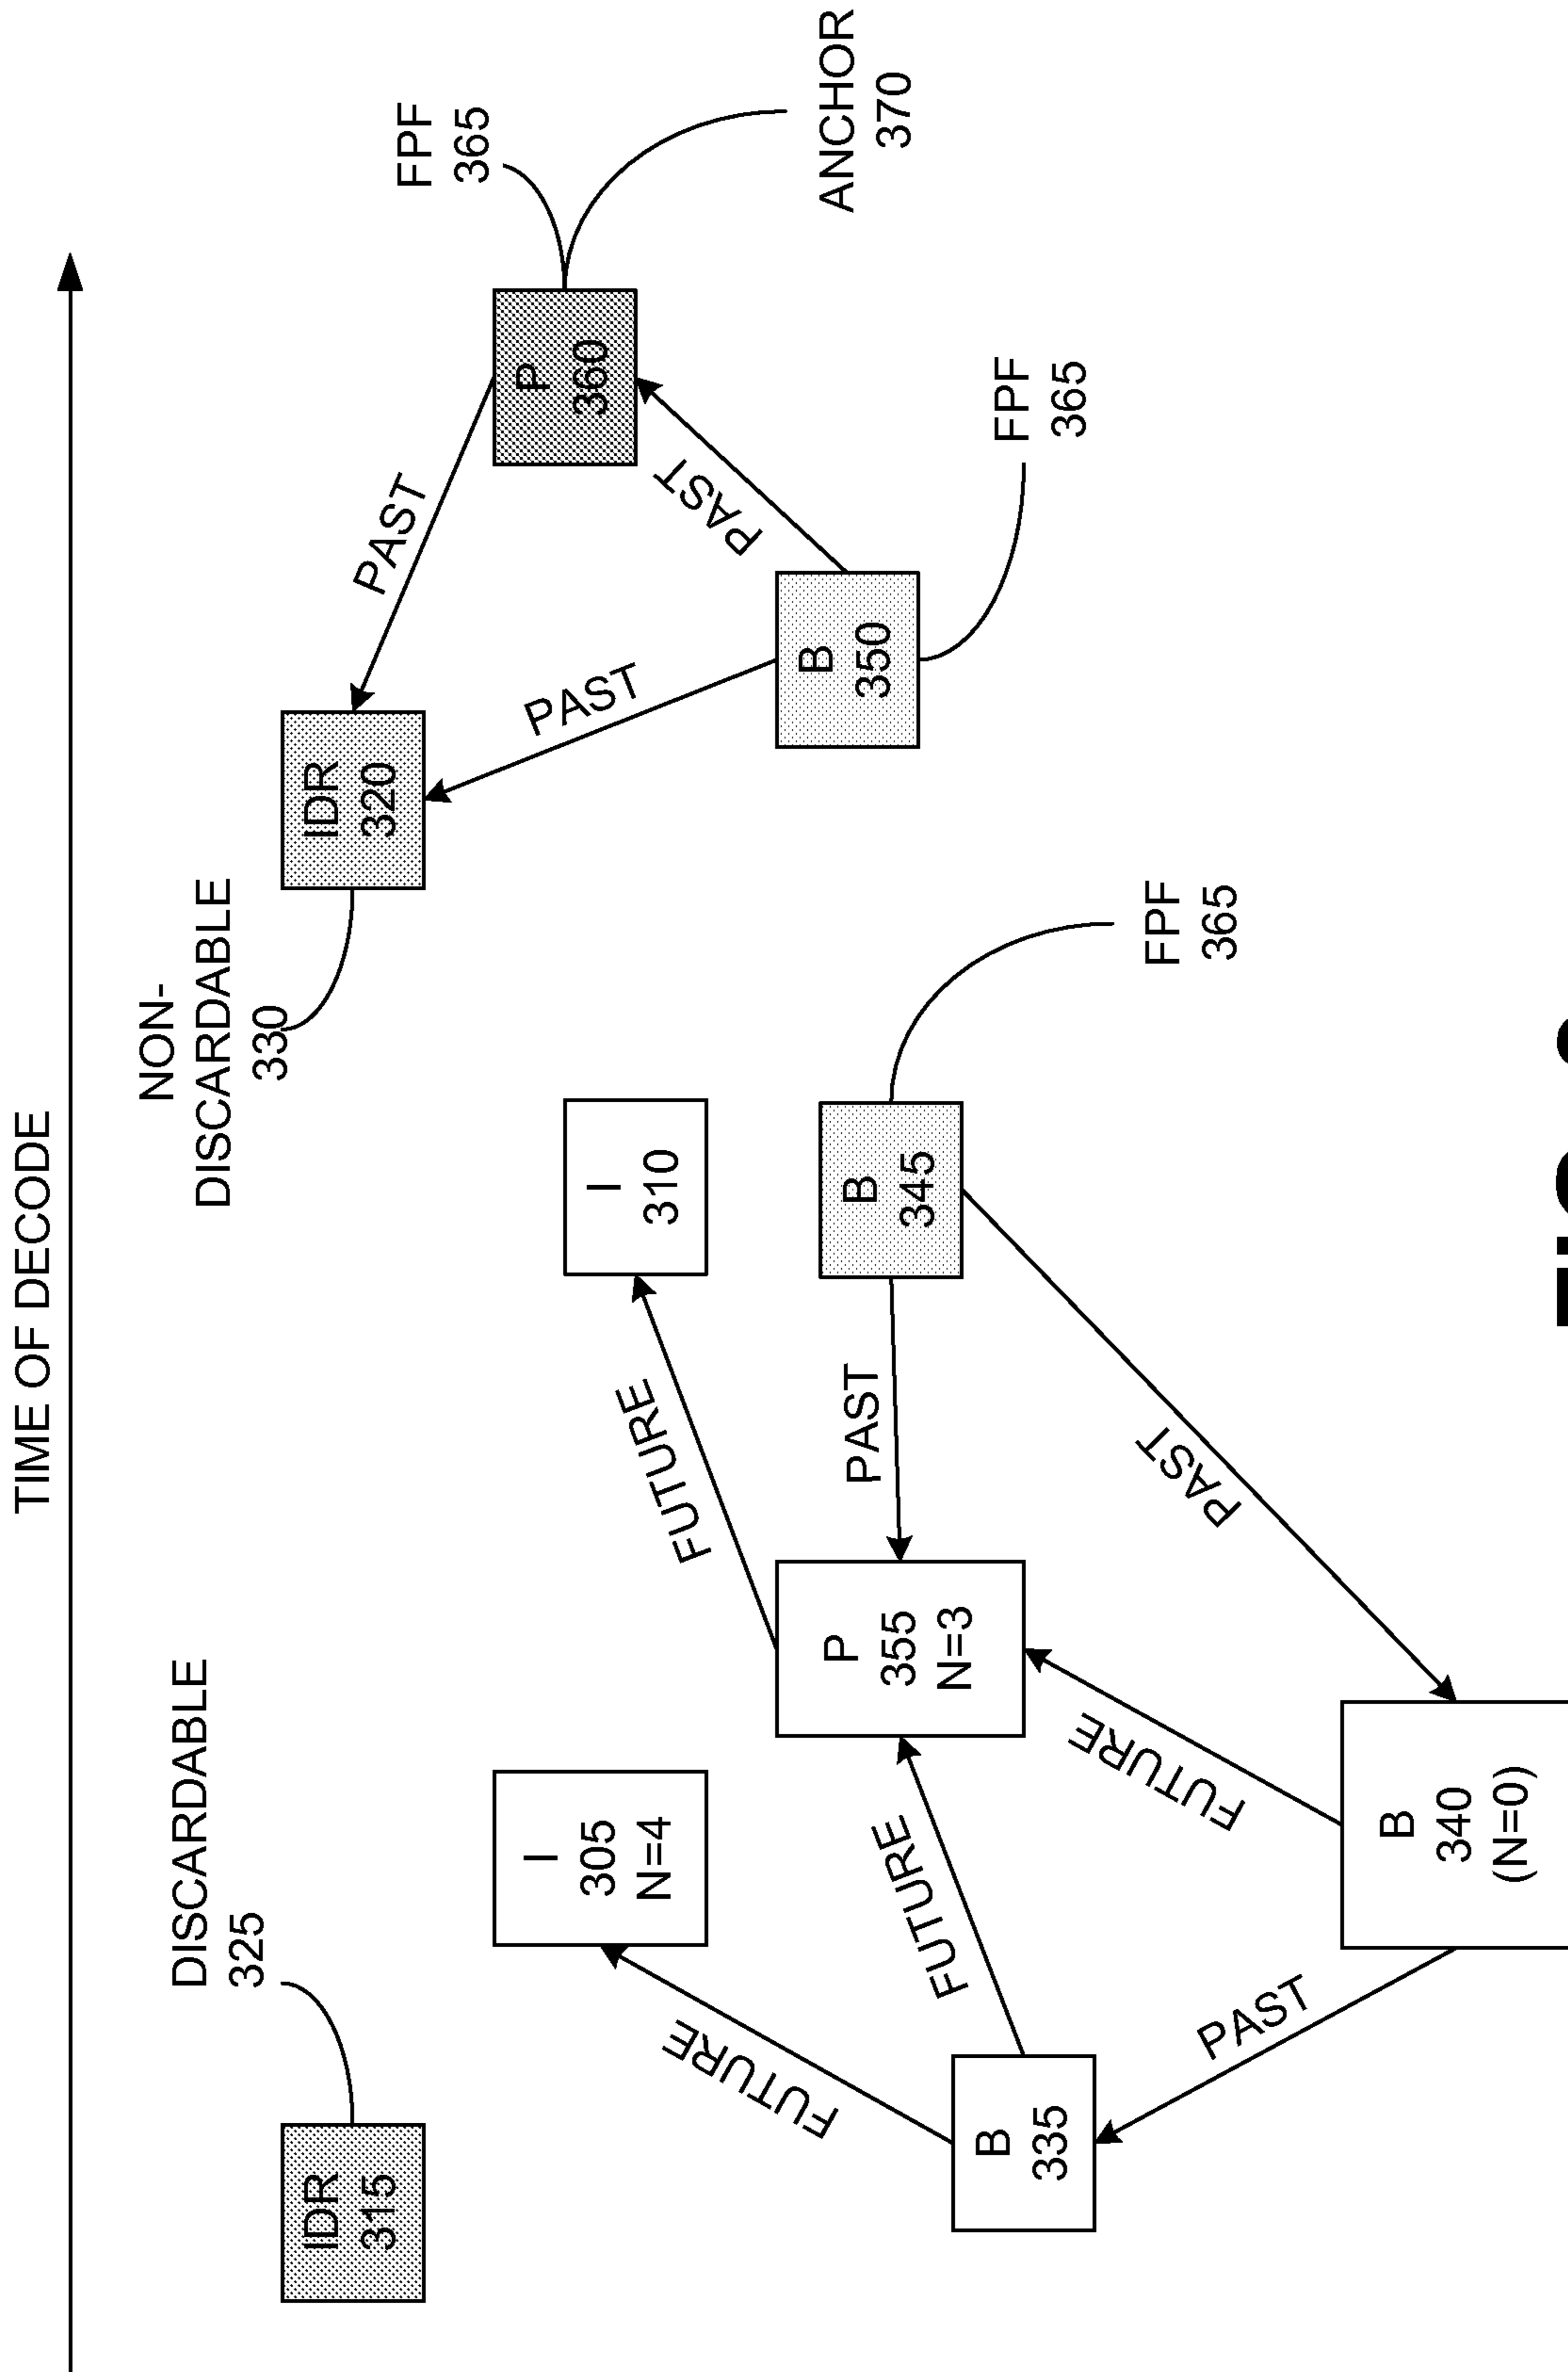 TIME OF DECODE
DISCARDABLE
325
NON-
DISCARDABLE
330
IDR
315
IDR
320
PAST
FPF
365
I
305
N=4
FUTURE
I
310
PAST
P
360
FUTURE
PAST
ANCHOR
370
FUTURE
P
355
N=3
PAST
B
345
B
350
B
335
FUTURE
PAST
FPF
365
PAST
FPF
365
B
340
(N=0)